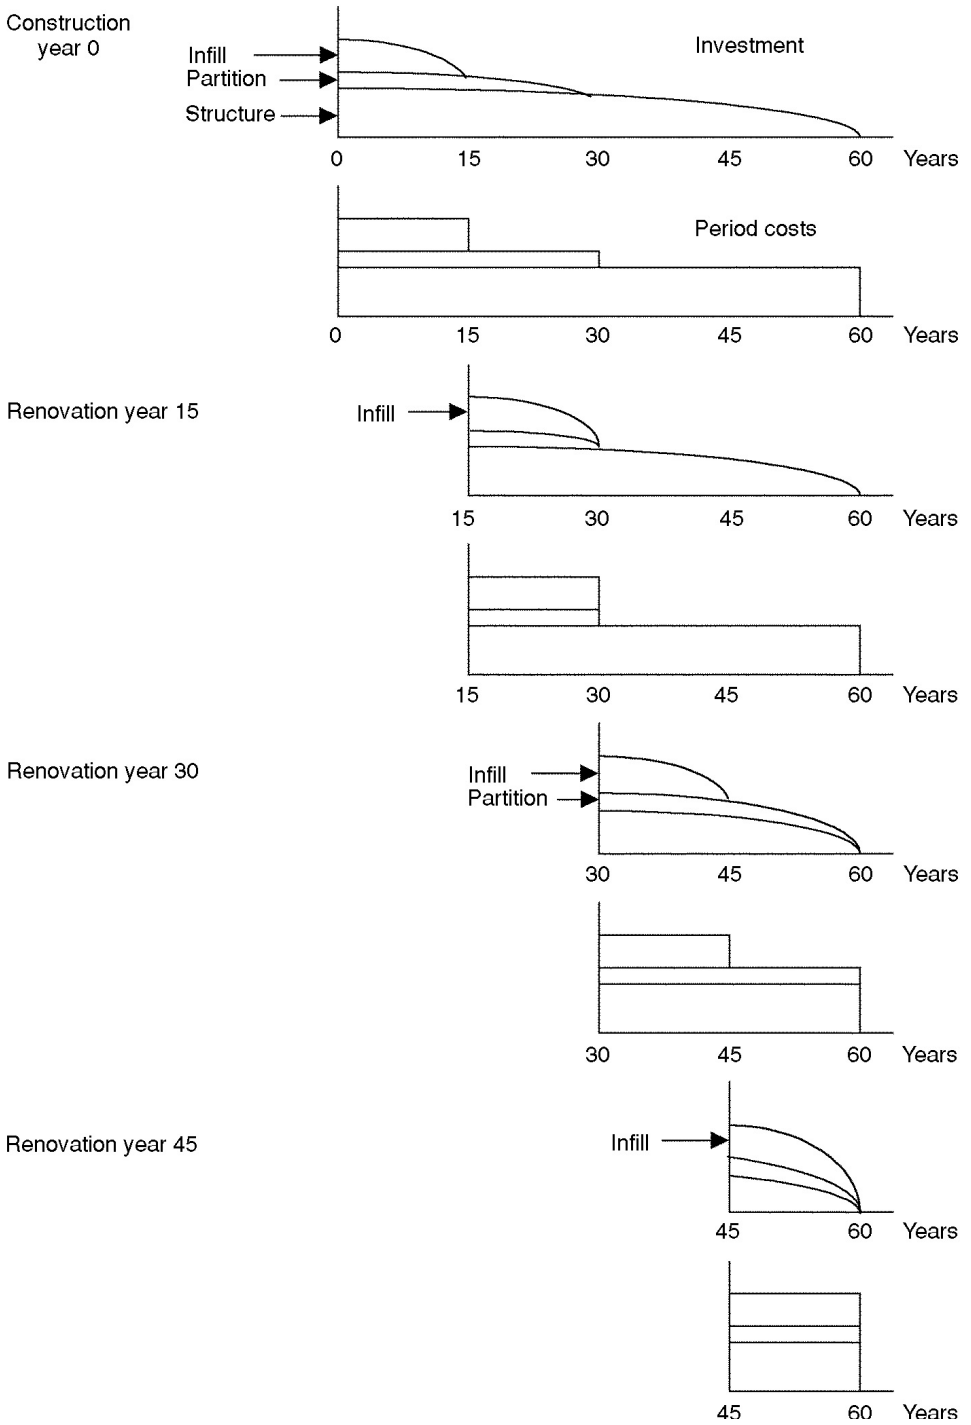 Construction
year 0
Infill
Partition
Structure
Investment
0 15 30 45 60 Years
Period costs
0 15 30 45 60 Years
Renovation year 15
Infill
15 30 45 60 Years
15 30 45 60 Years
Renovation year 30
Infill
Partition
30 45 60 Years
30 45 60 Years
Renovation year 45
Infill
45 60 Years
45 60 Years